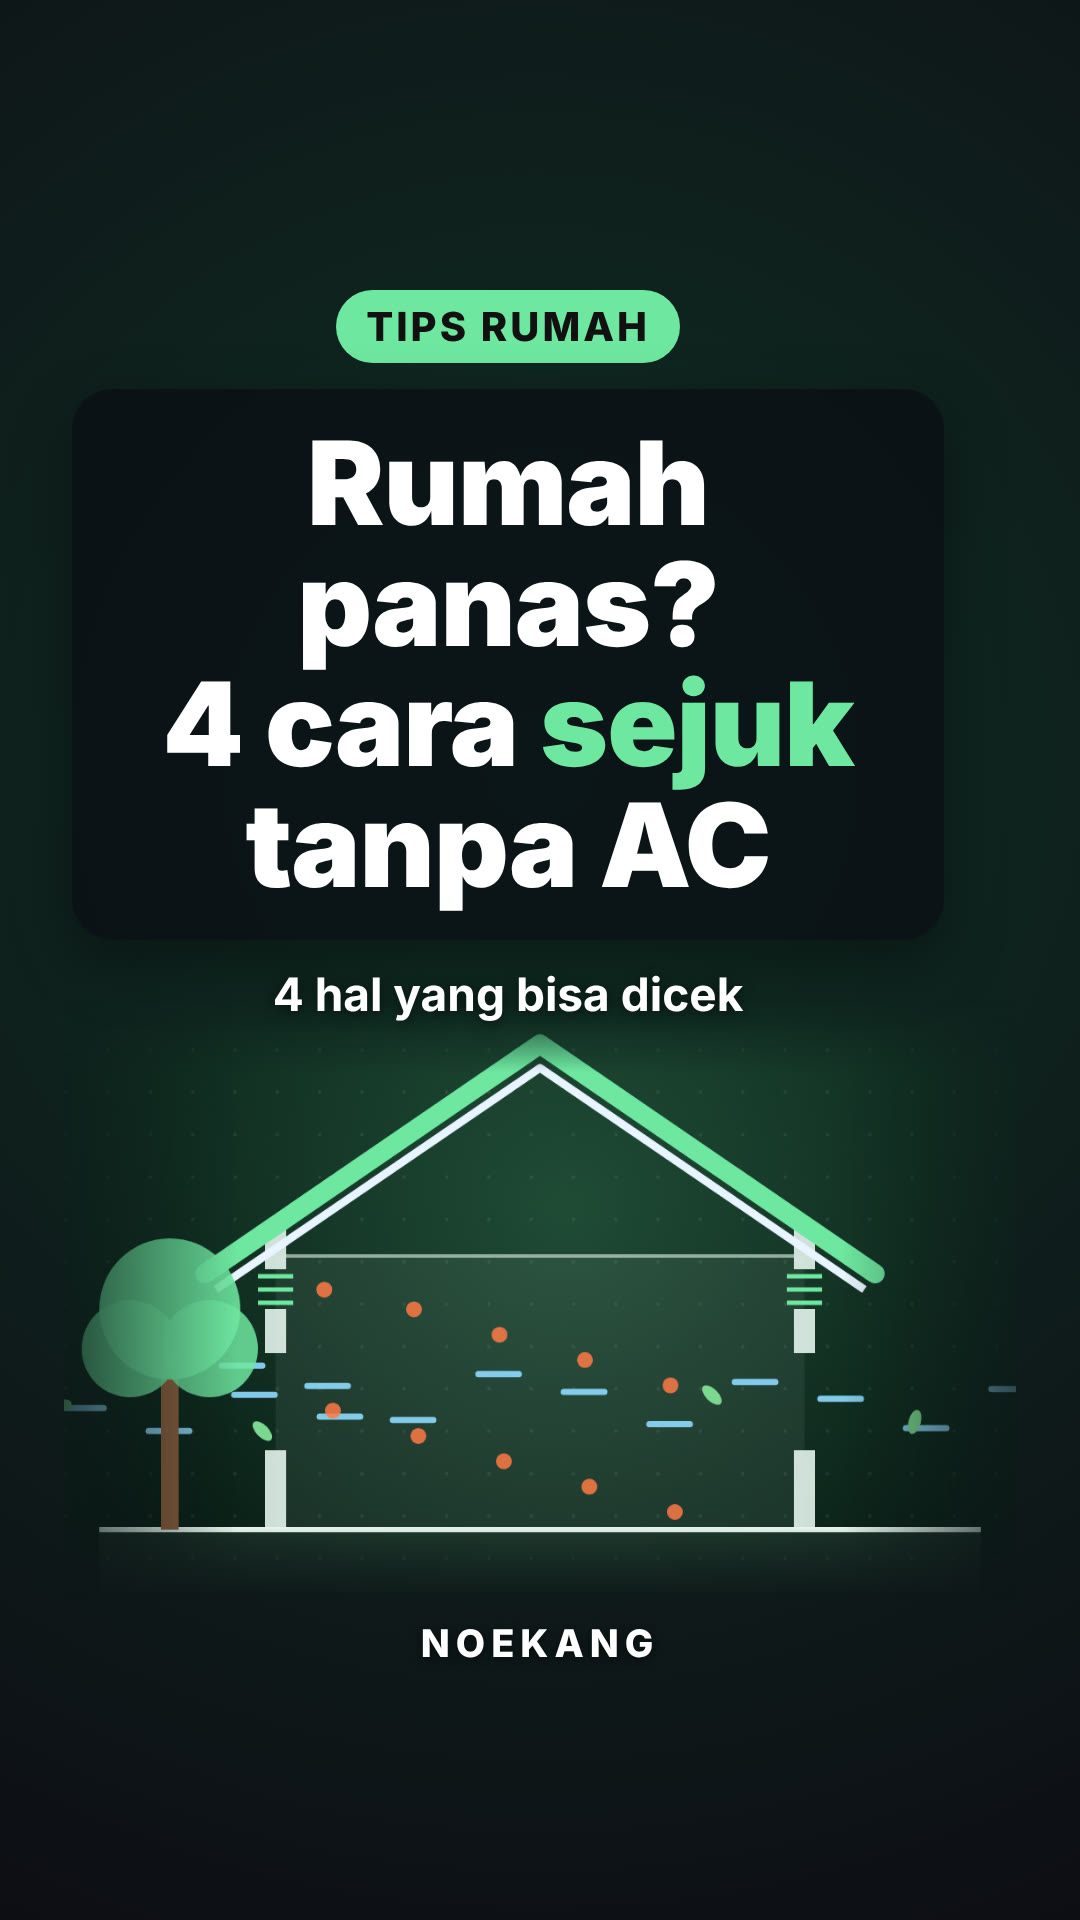 TIPS RUMAH
Rumah
panas?
4 cara sejuk
tanpa AC
4 hal yang bisa dicek
NOEKANG